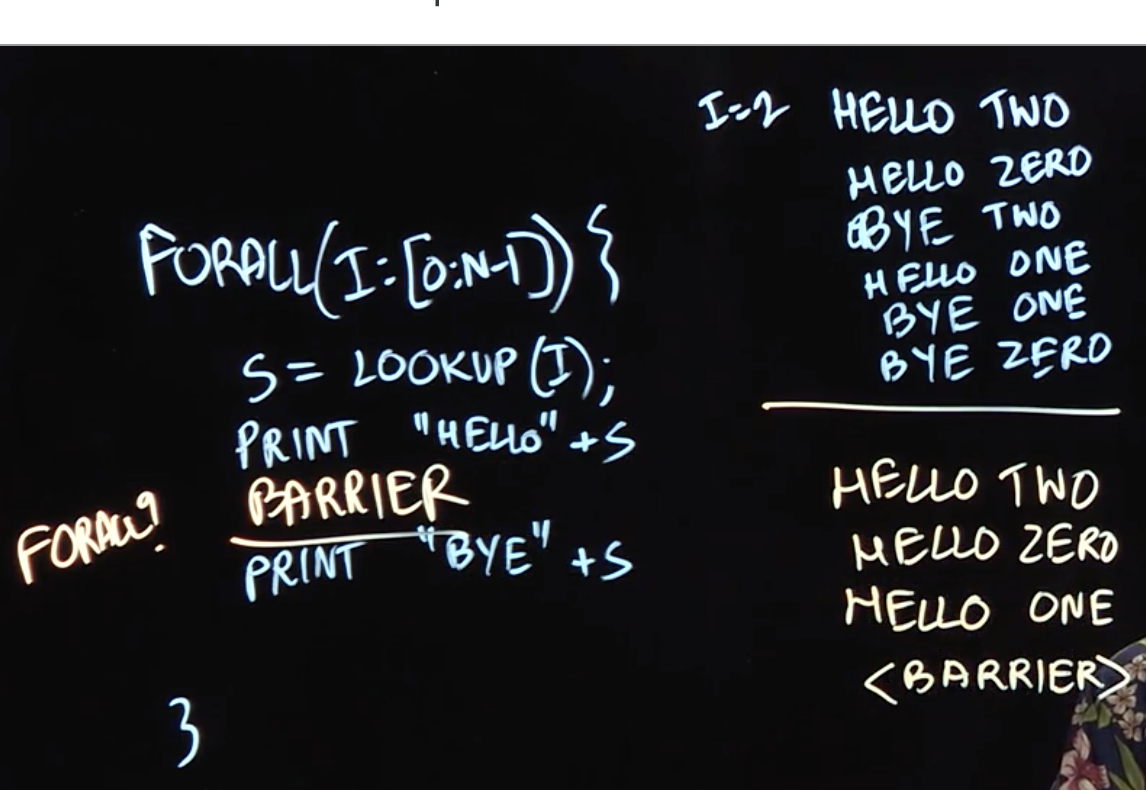 FORALL(I:[0:N-1]) {
S = LOOKUP (I);
PRINT "HELLO" + S
BARRIER
FORALL?
PRINT "BYE" + S
}
I=2 HELLO TWO
HELLO ZERO
BYE TWO
HELLO ONE
BYE ONE
BYE ZERO
HELLO TWO
HELLO ZERO
HELLO ONE
<BARRIER>